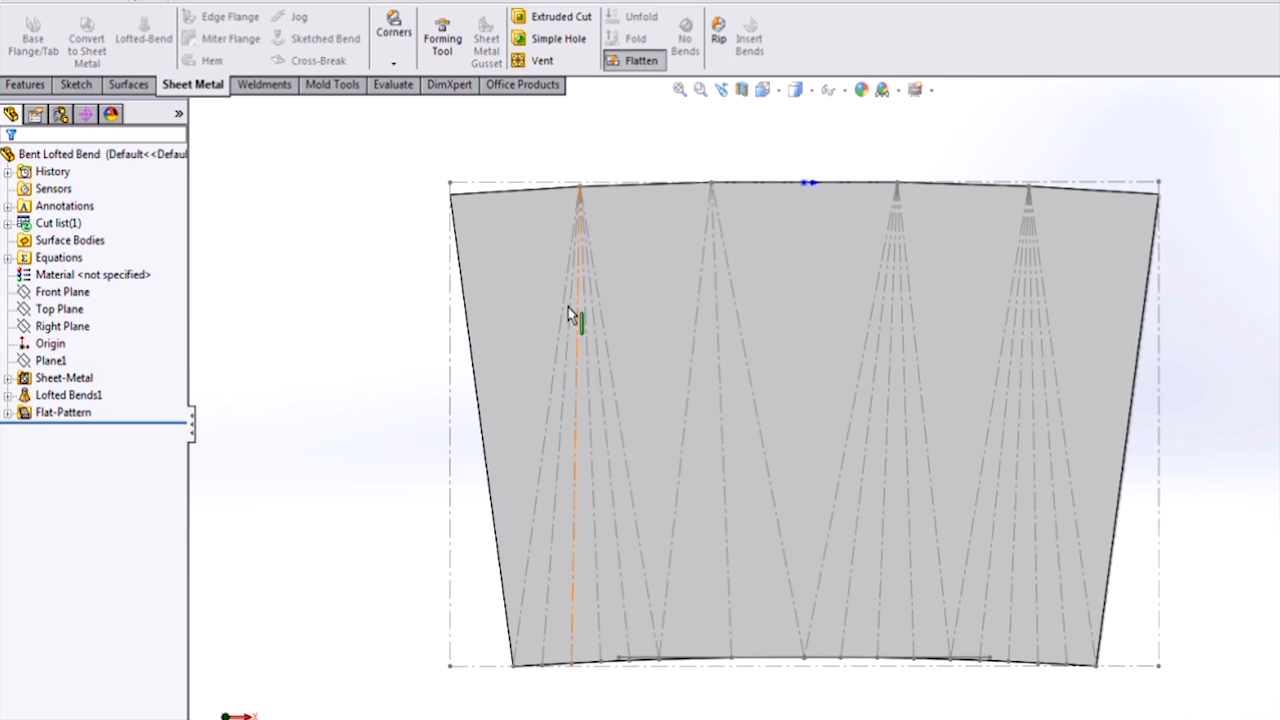 Base Flange/Tab
Convert to Sheet Metal
Lofted-Bend
Edge Flange
Miter Flange
Hem
Jog
Sketched Bend
Cross-Break
Corners
Forming Tool
Sheet Metal Gusset
Extruded Cut
Simple Hole
Vent
Unfold
Fold
Flatten
No Bends
Rip
Insert Bends
Features Sketch Surfaces Sheet Metal Weldments Mold Tools Evaluate DimXpert Office Products
Bent Lofted Bend (Default<<Defaul
History
Sensors
Annotations
Cut list(1)
Surface Bodies
Equations
Material <not specified>
Front Plane
Top Plane
Right Plane
Origin
Plane1
Sheet-Metal
Lofted Bends1
Flat-Pattern
X